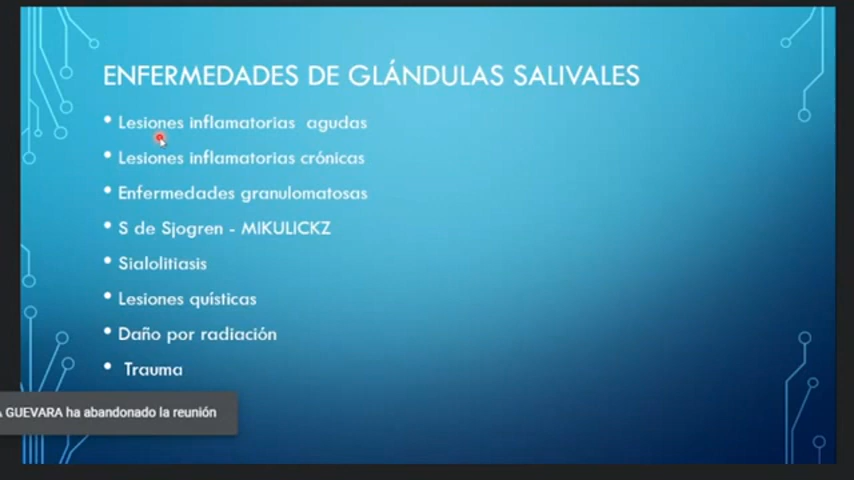 ENFERMEDADES DE GLÁNDULAS SALIVALES
• Lesiones inflamatorias agudas
• Lesiones inflamatorias crónicas
• Enfermedades granulomatosas
• S de Sjogren - MIKULICKZ
• Sialolitiasis
• Lesiones quísticas
• Daño por radiación
• Trauma
A GUEVARA ha abandonado la reunión